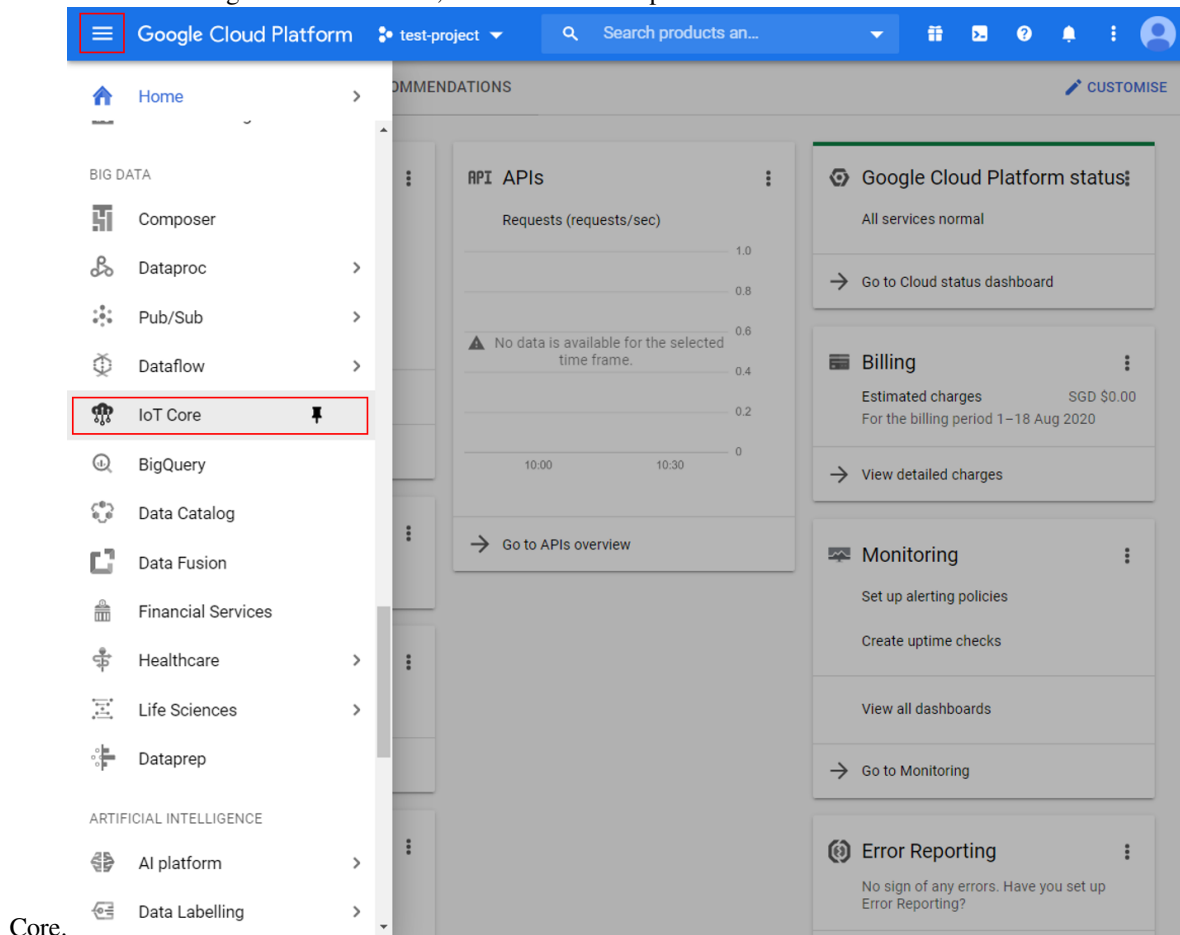 Google Cloud Platform test-project Search products an...
Home
OMMENDATIONS
CUSTOMISE
BIG DATA
Composer
Dataproc
Pub/Sub
Dataflow
IoT Core
BigQuery
Data Catalog
Data Fusion
Financial Services
Healthcare
Life Sciences
Dataprep
ARTIFICIAL INTELLIGENCE
AI platform
Data Labelling
API APIs
Requests (requests/sec)
1.0
0.8
0.6
No data is available for the selected
time frame.
0.4
0.2
0
10:00 10:30
Go to APIs overview
Google Cloud Platform status
All services normal
Go to Cloud status dashboard
Billing
Estimated charges SGD $0.00
For the billing period 1–18 Aug 2020
View detailed charges
Monitoring
Set up alerting policies
Create uptime checks
View all dashboards
Go to Monitoring
Error Reporting
No sign of any errors. Have you set up
Error Reporting?
Core.